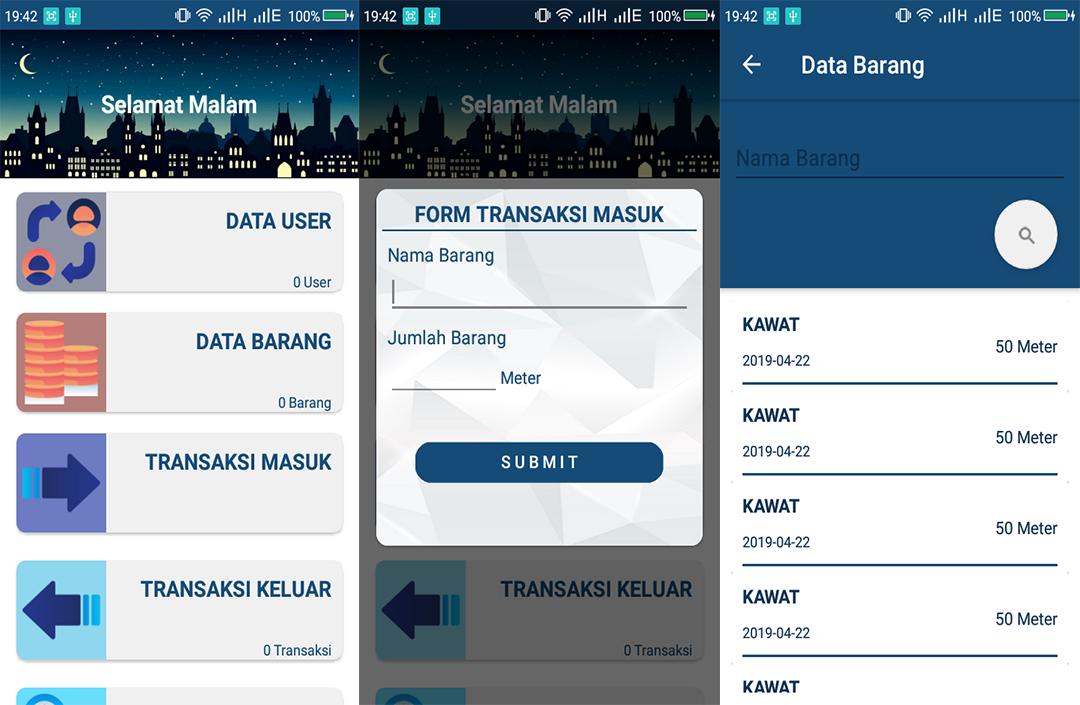 19:42 H E 100%
Selamat Malam
DATA USER
0 User
DATA BARANG
0 Barang
TRANSAKSI MASUK
TRANSAKSI KELUAR
0 Transaksi
19:42 H E 100%
Selamat Malam
FORM TRANSAKSI MASUK
Nama Barang
Jumlah Barang
Meter
SUBMIT
TRANSAKSI KELUAR
0 Transaksi
19:42 H E 100%
Data Barang
Nama Barang
KAWAT
50 Meter
2019-04-22
KAWAT
50 Meter
2019-04-22
KAWAT
50 Meter
2019-04-22
KAWAT
50 Meter
2019-04-22
KAWAT